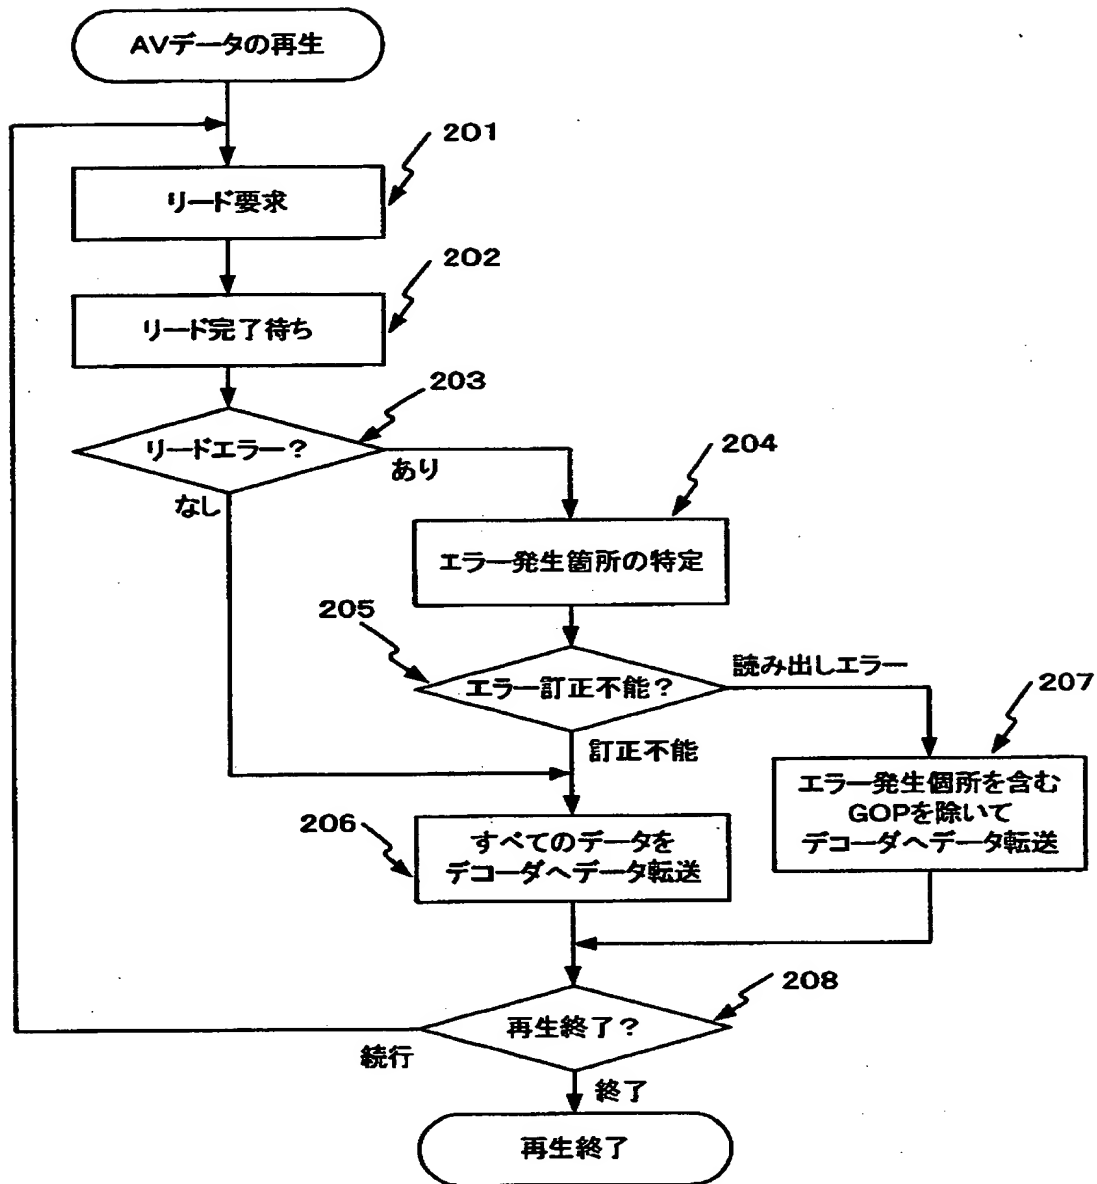 AVデータの再生
201
リード要求
202
リード完了待ち
203
リードエラー？
あり
なし
204
エラー発生箇所の特定
205
エラー訂正不能？
読み出しエラー
訂正不能
207
エラー発生個所を含む
GOPを除いて
デコーダへデータ転送
206
すべてのデータを
デコーダへデータ転送
208
再生終了？
続行
終了
再生終了